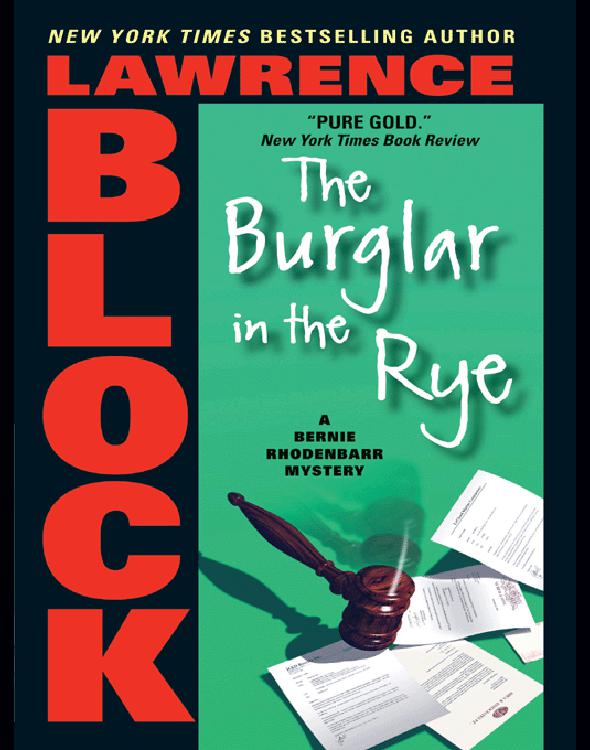 NEW YORK TIMES BESTSELLING AUTHOR
LAWRENCE
BLOCK
“PURE GOLD.”
New York Times Book Review
The
Burglar
in the
Rye
A
BERNIE
RHODENBARR
MYSTERY